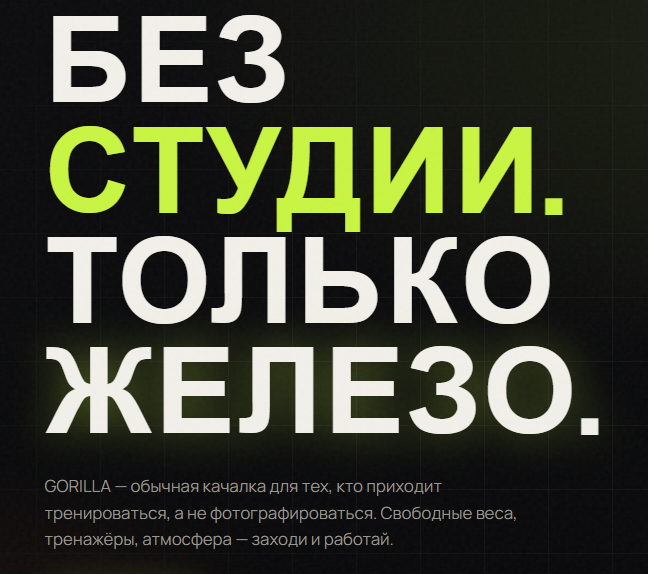 БЕЗ
СТУДИИ.
ТОЛЬКО
ЖЕЛЕЗО.
GORILLA — обычная качалка для тех, кто приходит
тренироваться, а не фотографироваться. Свободные веса,
тренажёры, атмосфера — заходи и работай.